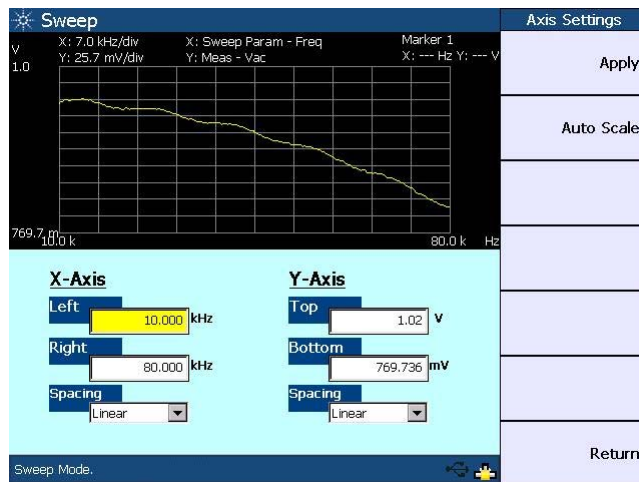 Sweep
Axis Settings
X: 7.0 kHz/div X: Sweep Param - Freq Marker 1
V Y: 25.7 mV/div Y: Meas - Vac X: --- Hz Y: --- V
1.0
769.7 m
10.0 k 80.0 k Hz
Apply
Auto Scale
X-Axis Y-Axis
Left 10.000 kHz Top 1.02 V
Right 80.000 kHz Bottom 769.736 mV
Spacing Linear Spacing Linear
Return
Sweep Mode.